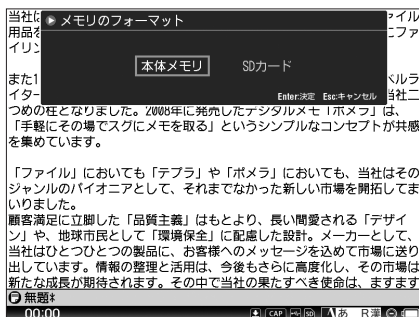 当社に
メモリのフォーマット
ァイル
用品を
にファ
イリン
本体メモリ SDカード
また1
ベルラ
イター
Enter:決定 Esc:キャンセル
当社二
つめの柱となりました。2008年に発売したデジタルメモ「ポメラ」は、
「手軽にその場でスグにメモを取る」というシンプルなコンセプトが共感
を集めています。
「ファイル」においても「テプラ」や「ポメラ」においても、当社はその
ジャンルのパイオニアとして、それまでなかった新しい市場を開拓してま
いりました。
顧客満足に立脚した「品質主義」はもとより、長い間愛される「デザイ
ン」や、地球市民として「環境保全」に配慮した設計。メーカーとして、
当社はひとつひとつの製品に、お客様へのメッセージを込めて市場に送り
出しています。情報の整理と活用は、今後もさらに高度化し、その市場は
新たな成長が期待されます。その中で当社の果たすべき使命は、ますます
無題*
00:00 CAP SD A あ R漢